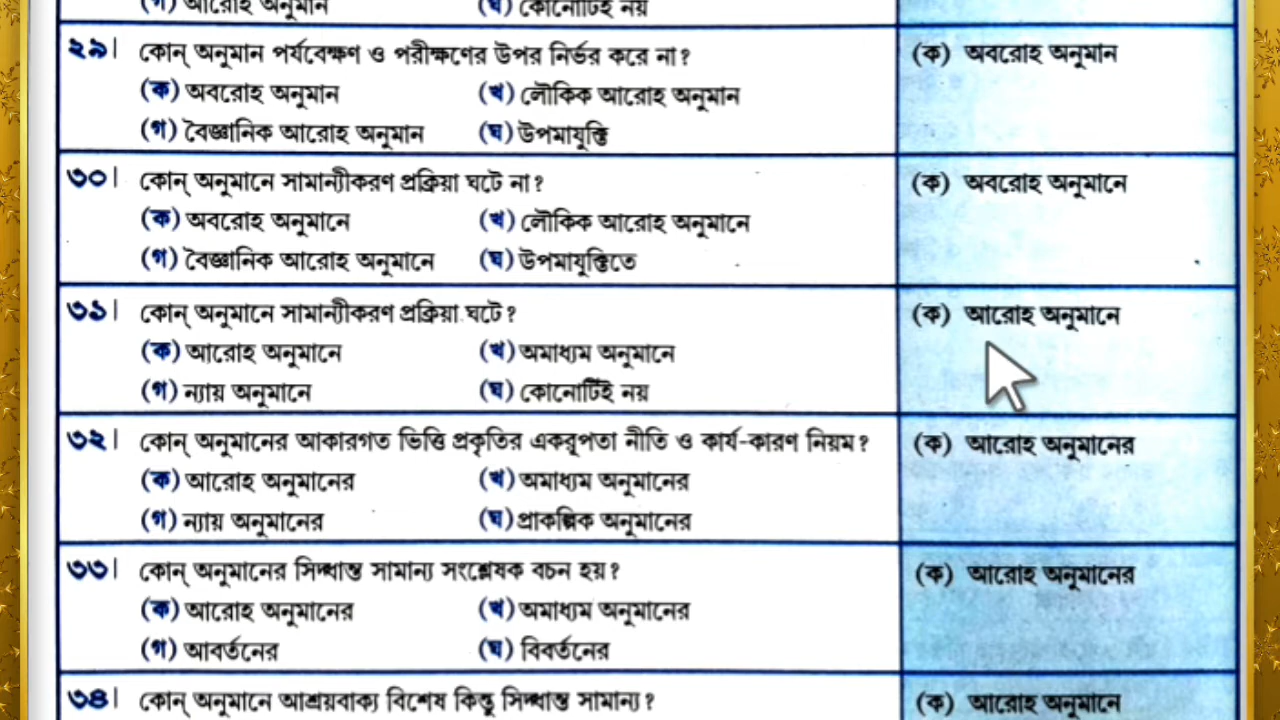 (গ) আরোহ অনুমান (ঘ) কোনোটিই নয়
২৯। কোন্ অনুমান পর্যবেক্ষণ ও পরীক্ষণের উপর নির্ভর করে না? (ক) অবরোহ অনুমান
(ক) অবরোহ অনুমান (খ) লৌকিক আরোহ অনুমান
(গ) বৈজ্ঞানিক আরোহ অনুমান (ঘ) উপমাযুক্তি
৩০। কোন্ অনুমানে সামান্যীকরণ প্রক্রিয়া ঘটে না? (ক) অবরোহ অনুমানে
(ক) অবরোহ অনুমানে (খ) লৌকিক আরোহ অনুমানে
(গ) বৈজ্ঞানিক আরোহ অনুমানে (ঘ) উপমাযুক্তিতে
৩১। কোন্ অনুমানে সামান্যীকরণ প্রক্রিয়া ঘটে? (ক) আরোহ অনুমানে
(ক) আরোহ অনুমানে (খ) অমাধ্যম অনুমানে
(গ) ন্যায় অনুমানে (ঘ) কোনোটিই নয়
৩২। কোন্ অনুমানের আকারগত ভিত্তি প্রকৃতির একরূপতা নীতি ও কার্য-কারণ নিয়ম? (ক) আরোহ অনুমানের
(ক) আরোহ অনুমানের (খ) অমাধ্যম অনুমানের
(গ) ন্যায় অনুমানের (ঘ) প্রাকল্পিক অনুমানের
৩৩। কোন্ অনুমানের সিদ্ধান্ত সামান্য সংশ্লেষক বচন হয়? (ক) আরোহ অনুমানের
(ক) আরোহ অনুমানের (খ) অমাধ্যম অনুমানের
(গ) আবর্তনের (ঘ) বিবর্তনের
৩৪। কোন্ অনুমানে আশ্রয়বাক্য বিশেষ কিন্তু সিদ্ধান্ত সামান্য? (ক) আরোহ অনুমানে